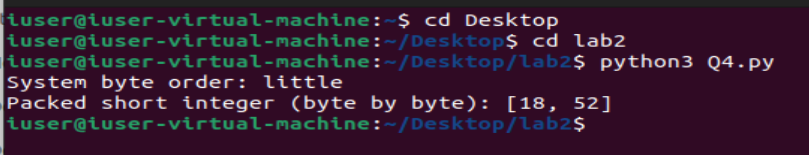 iuser@iuser-virtual-machine:~$ cd Desktop
iuser@iuser-virtual-machine:~/Desktop$ cd lab2
iuser@iuser-virtual-machine:~/Desktop/lab2$ python3 Q4.py
System byte order: little
Packed short integer (byte by byte): [18, 52]
iuser@iuser-virtual-machine:~/Desktop/lab2$